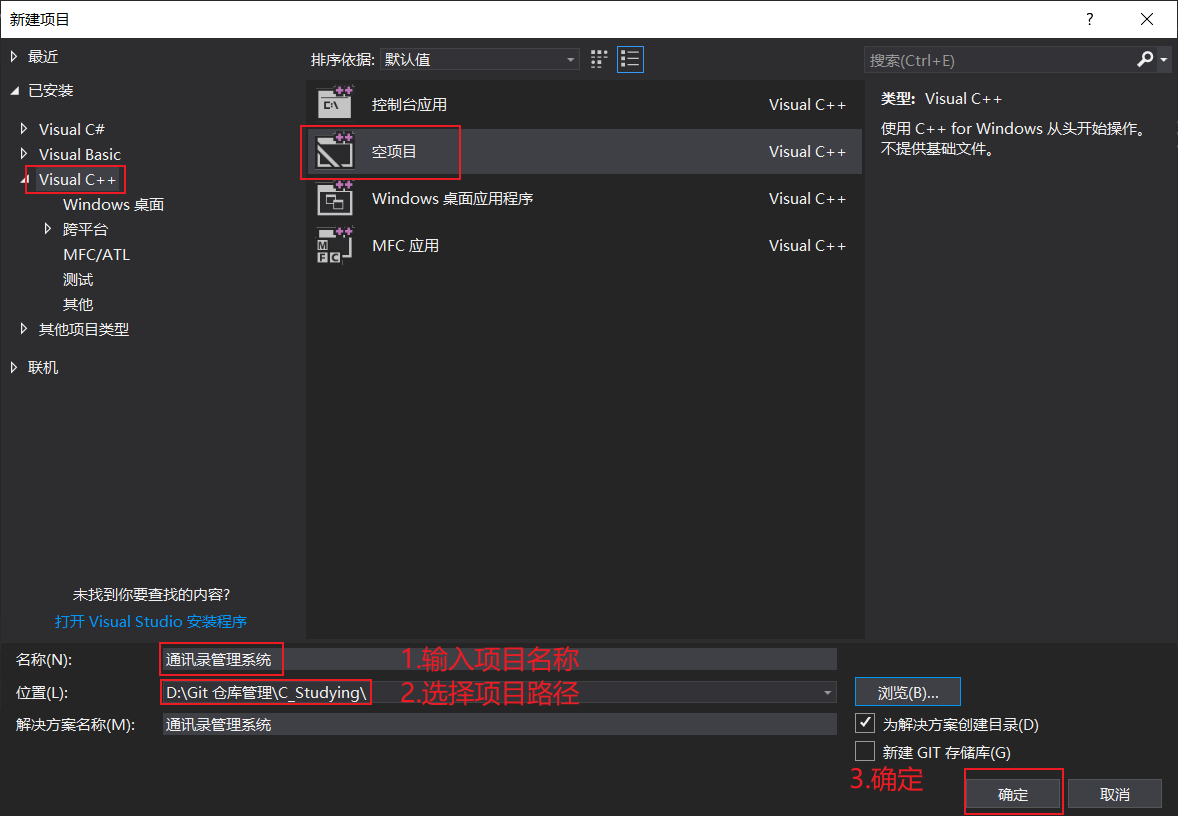 新建项目
?
最近
已安装
Visual C#
Visual Basic
Visual C++
Windows 桌面
跨平台
MFC/ATL
测试
其他
其他项目类型
联机
未找到你要查找的内容?
打开 Visual Studio 安装程序
排序依据: 默认值
控制台应用 Visual C++
空项目 Visual C++
Windows 桌面应用程序 Visual C++
MFC 应用 Visual C++
搜索(Ctrl+E)
类型: Visual C++
使用 C++ for Windows 从头开始操作。
不提供基础文件。
名称(N): 通讯录管理系统 1.输入项目名称
位置(L): D:\Git 仓库管理\C_Studying\ 2.选择项目路径 浏览(B)...
解决方案名称(M): 通讯录管理系统 为解决方案创建目录(D)
新建 GIT 存储库(G)
3.确定
确定 取消